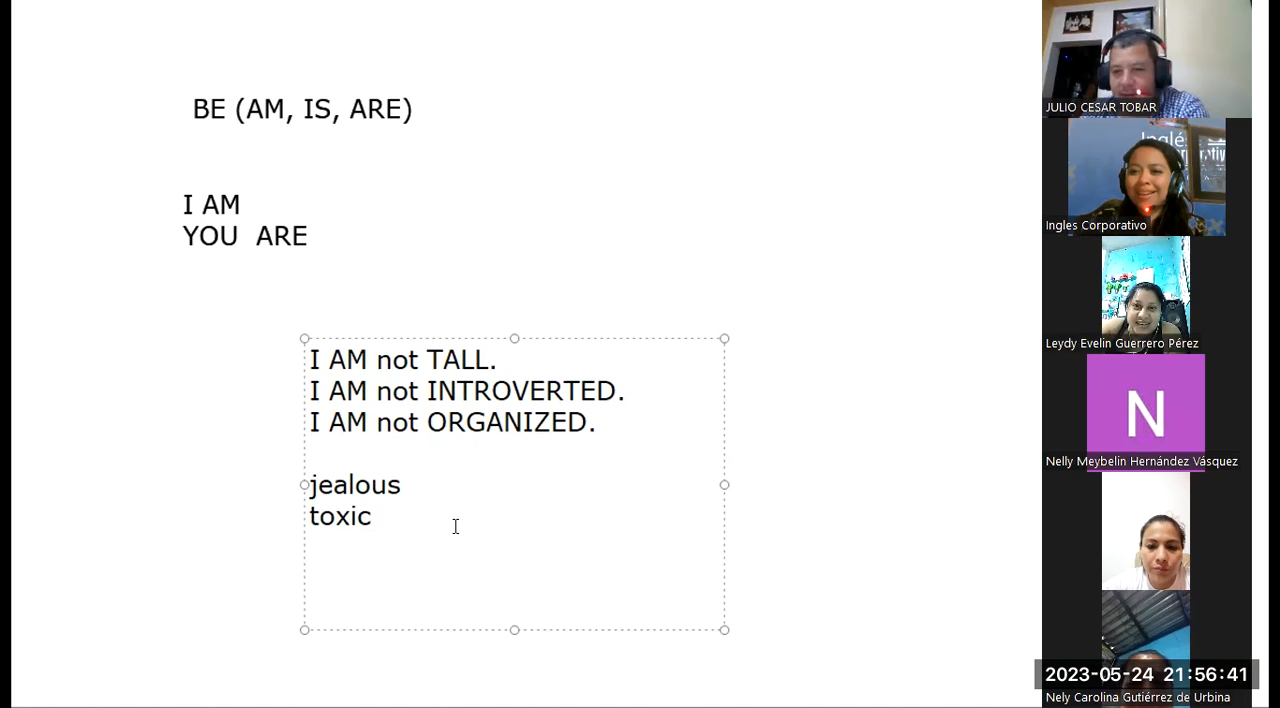 BE (AM, IS, ARE)
I AM
YOU ARE
I AM not TALL.
I AM not INTROVERTED.
I AM not ORGANIZED.
jealous
toxic
JULIO CESAR TOBAR
Inglés
Ingles Corporativo
Leydy Evelin Guerrero Pérez
N
Nelly Meybelin Hernández Vásquez
2023-05-24 21:56:41
Nely Carolina Gutiérrez de Urbina